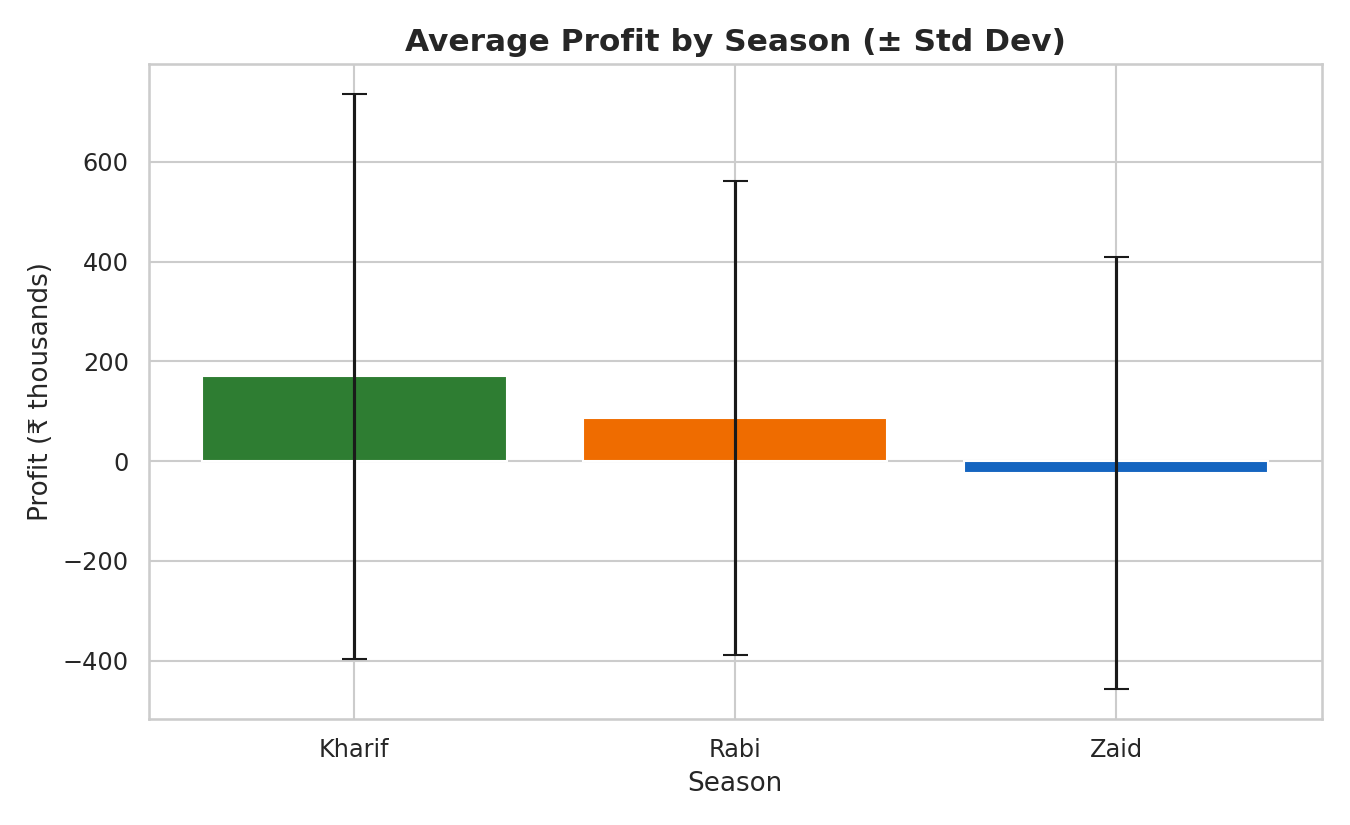 Average Profit by Season (± Std Dev)
Profit (₹ thousands)
600
400
200
0
−200
−400
Kharif
Rabi
Zaid
Season